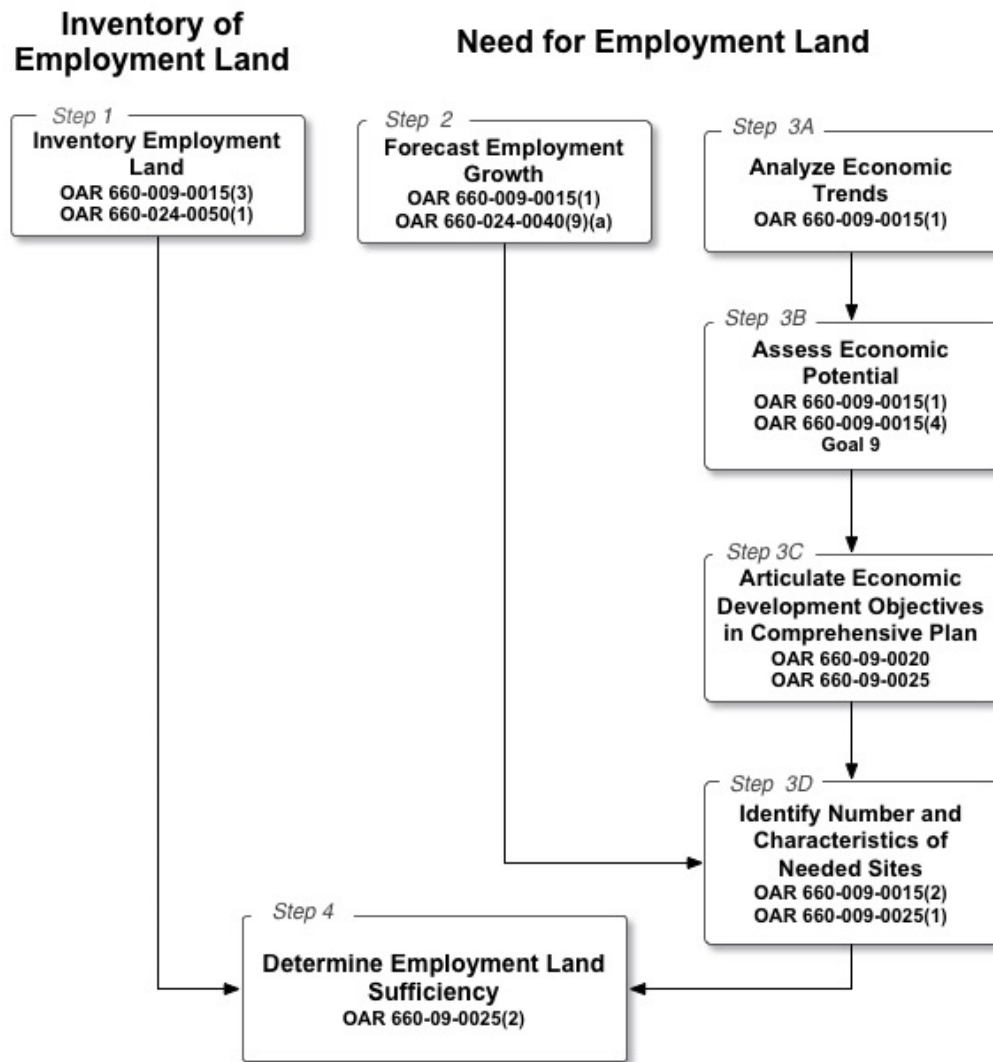 Inventory of
Employment Land
Need for Employment Land
Step 1
Inventory Employment
Land
OAR 660-009-0015(3)
OAR 660-024-0050(1)
Step 2
Forecast Employment
Growth
OAR 660-009-0015(1)
OAR 660-024-0040(9)(a)
Step 3A
Analyze Economic
Trends
OAR 660-009-0015(1)
Step 3B
Assess Economic
Potential
OAR 660-009-0015(1)
OAR 660-009-0015(4)
Goal 9
Step 3C
Articulate Economic
Development Objectives
in Comprehensive Plan
OAR 660-09-0020
OAR 660-09-0025
Step 3D
Identify Number and
Characteristics of
Needed Sites
OAR 660-009-0015(2)
OAR 660-009-0025(1)
Step 4
Determine Employment Land
Sufficiency
OAR 660-09-0025(2)